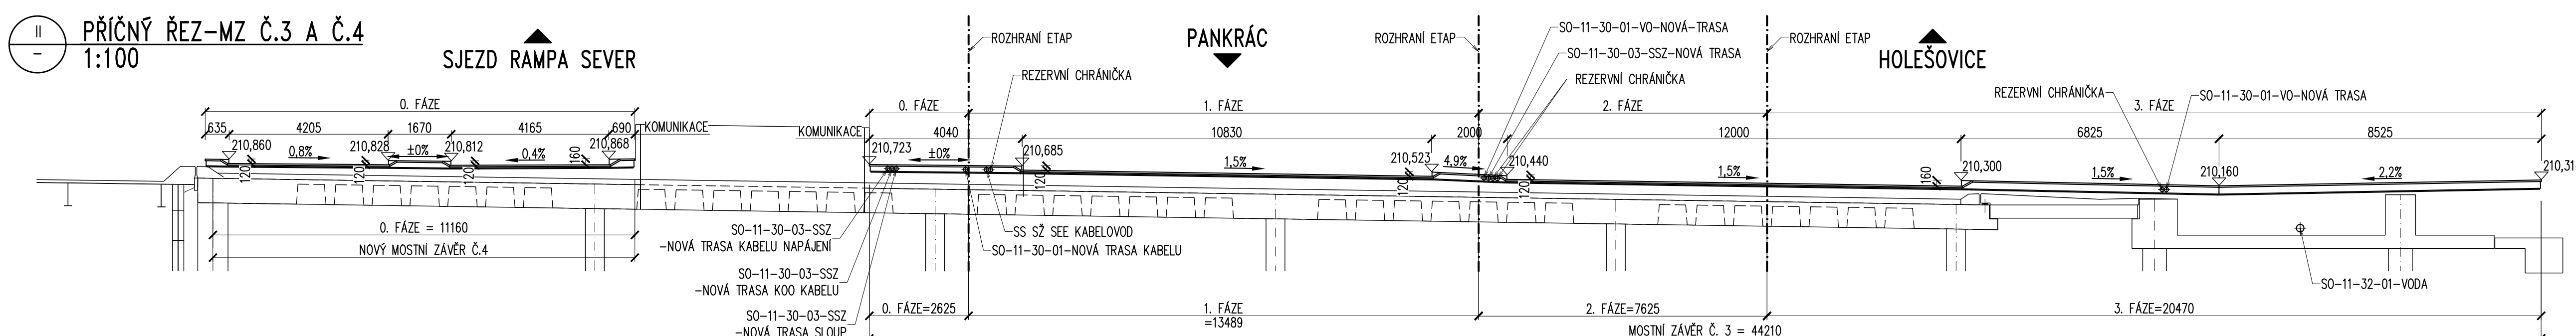 II
–
PŘÍČNÝ ŘEZ-MZ Č.3 A Č.4
1:100
SJEZD RAMPA SEVER
PANKRÁC
HOLEŠOVICE
ROZHRANÍ ETAP
ROZHRANÍ ETAP
ROZHRANÍ ETAP
SO-11-30-01-VO-NOVÁ-TRASA
SO-11-30-03-SSZ-NOVÁ TRASA
REZERVNÍ CHRÁNIČKA
REZERVNÍ CHRÁNIČKA
REZERVNÍ CHRÁNIČKA
SO-11-30-01-VO-NOVÁ TRASA
0. FÁZE
0. FÁZE
1. FÁZE
2. FÁZE
3. FÁZE
635
4205
1670
4165
690
KOMUNIKACE
KOMUNIKACE
4040
10830
2000
12000
6825
8525
210,860
0,8%
210,828
±0%
210,812
0,4%
210,868
160
120
120
120
210,723
±0%
210,685
120
1,5%
210,523
120
4,9%
210,440
120
1,5%
160
210,300
1,5%
210,160
2,2%
210,31
0. FÁZE = 11160
NOVÝ MOSTNÍ ZÁVĚR Č.4
SO-11-30-03-SSZ
-NOVÁ TRASA KABELU NAPÁJENÍ
SS SŽ SEE KABELOVOD
SO-11-30-01-NOVÁ TRASA KABELU
SO-11-30-03-SSZ
-NOVÁ TRASA KOO KABELU
SO-11-30-03-SSZ
-NOVÁ TRASA SLOUP
SO-11-32-01-VODA
0. FÁZE=2625
1. FÁZE
=13489
2. FÁZE=7625
3. FÁZE=20470
MOSTNÍ ZÁVĚR Č. 3 = 44210